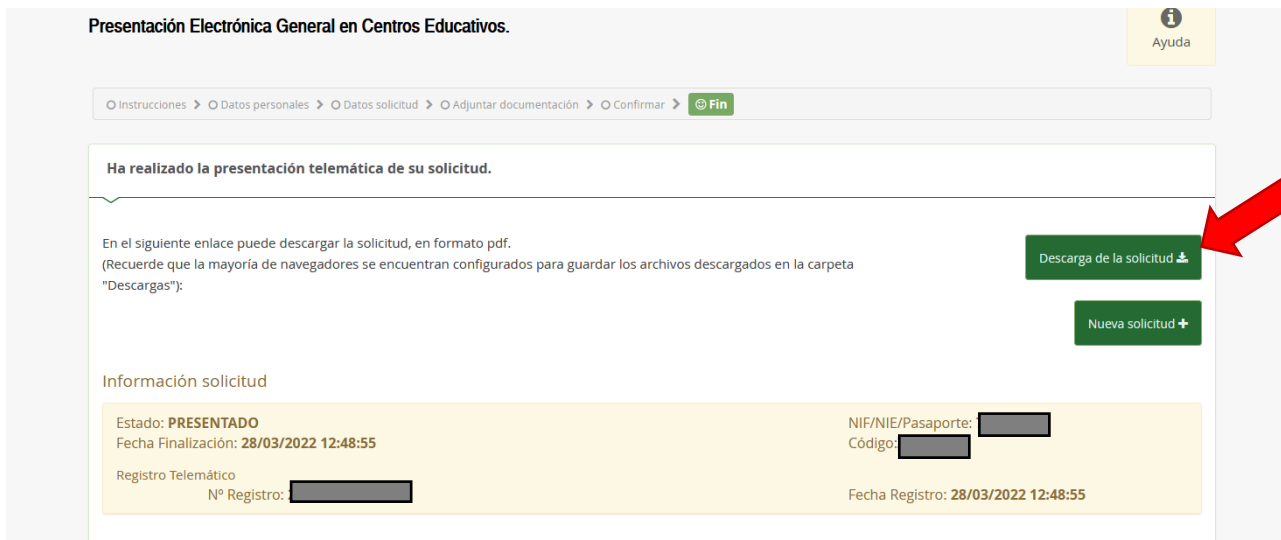 Presentación Electrónica General en Centros Educativos.
Ayuda
Instrucciones > Datos personales > Datos solicitud > Adjuntar documentación > Confirmar > Fin
Ha realizado la presentación telemática de su solicitud.
En el siguiente enlace puede descargar la solicitud, en formato pdf.
(Recuerde que la mayoría de navegadores se encuentran configurados para guardar los archivos descargados en la carpeta
"Descargas"):
Descarga de la solicitud
Nueva solicitud +
Información solicitud
Estado: PRESENTADO
NIF/NIE/Pasaporte:
Fecha Finalización: 28/03/2022 12:48:55
Código:
Registro Telemático
Nº Registro:
Fecha Registro: 28/03/2022 12:48:55